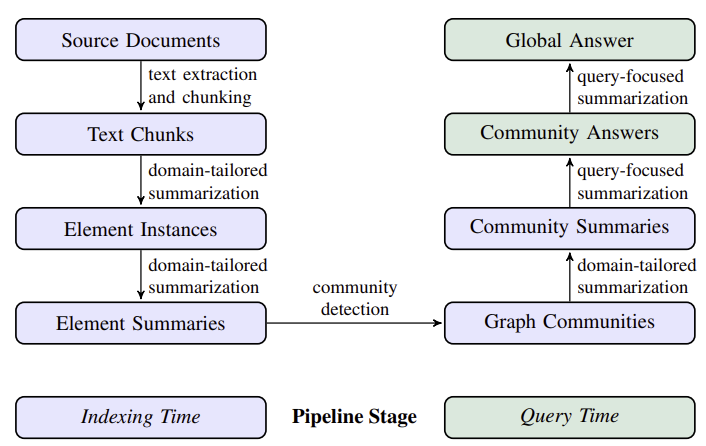 Source Documents
text extraction
and chunking
Text Chunks
domain-tailored
summarization
Element Instances
domain-tailored
summarization
Element Summaries
community
detection
Graph Communities
domain-tailored
summarization
Community Summaries
query-focused
summarization
Community Answers
query-focused
summarization
Global Answer
Indexing Time
Pipeline Stage
Query Time